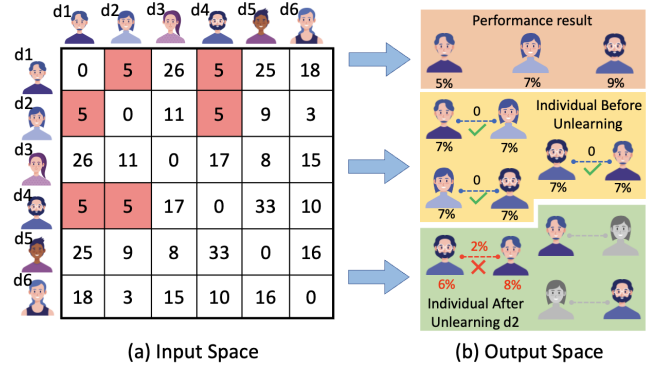 d1 d2 d3 d4 d5 d6
d1 0 5 26 5 25 18
d2 5 0 11 5 9 3
d3 26 11 0 17 8 15
d4 5 5 17 0 33 10
d5 25 9 8 33 0 16
d6 18 3 15 10 16 0
(a) Input Space
Performance result
5% 7% 9%
Individual Before
Unlearning
0
7% 7%
0
7% 7%
0
7% 7%
2%
6% 8%
Individual After
Unlearning d2
(b) Output Space